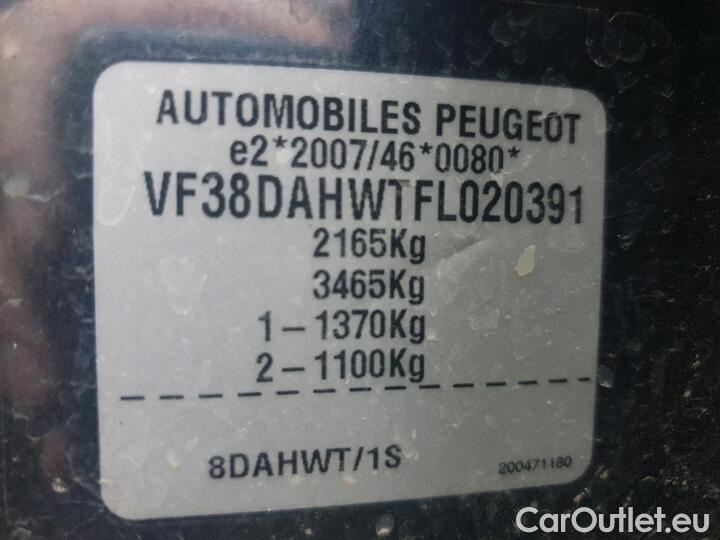 AUTOMOBILES PEUGEOT
e2*2007/46*0080*
VF38DAHWTFL020391
2165Kg
3465Kg
1-1370Kg
2-1100Kg
8DAHWT/1S 200471180
CarOutlet.eu